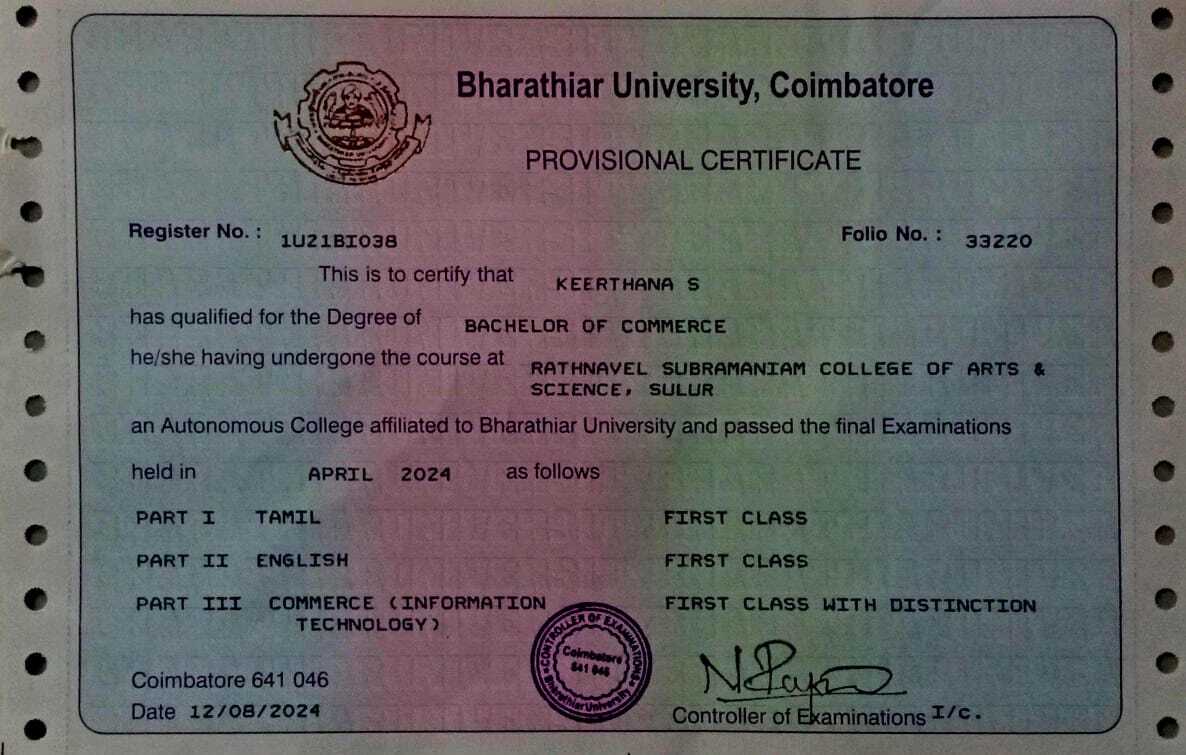 Bharathiar University, Coimbatore
PROVISIONAL CERTIFICATE
Register No. : 1U21BI038 Folio No. : 33220
This is to certify that KEERTHANA S
has qualified for the Degree of BACHELOR OF COMMERCE
he/she having undergone the course at RATHNAVEL SUBRAMANIAM COLLEGE OF ARTS &
SCIENCE, SULUR
an Autonomous College affiliated to Bharathiar University and passed the final Examinations
held in APRIL 2024 as follows
PART I TAMIL FIRST CLASS
PART II ENGLISH FIRST CLASS
PART III COMMERCE (INFORMATION FIRST CLASS WITH DISTINCTION
TECHNOLOGY)
CONTROLLER OF EXAMINATIONS
Coimbatore
641 046
Bharathiar University
Coimbatore 641 046
Date 12/08/2024
Controller of Examinations I/c.